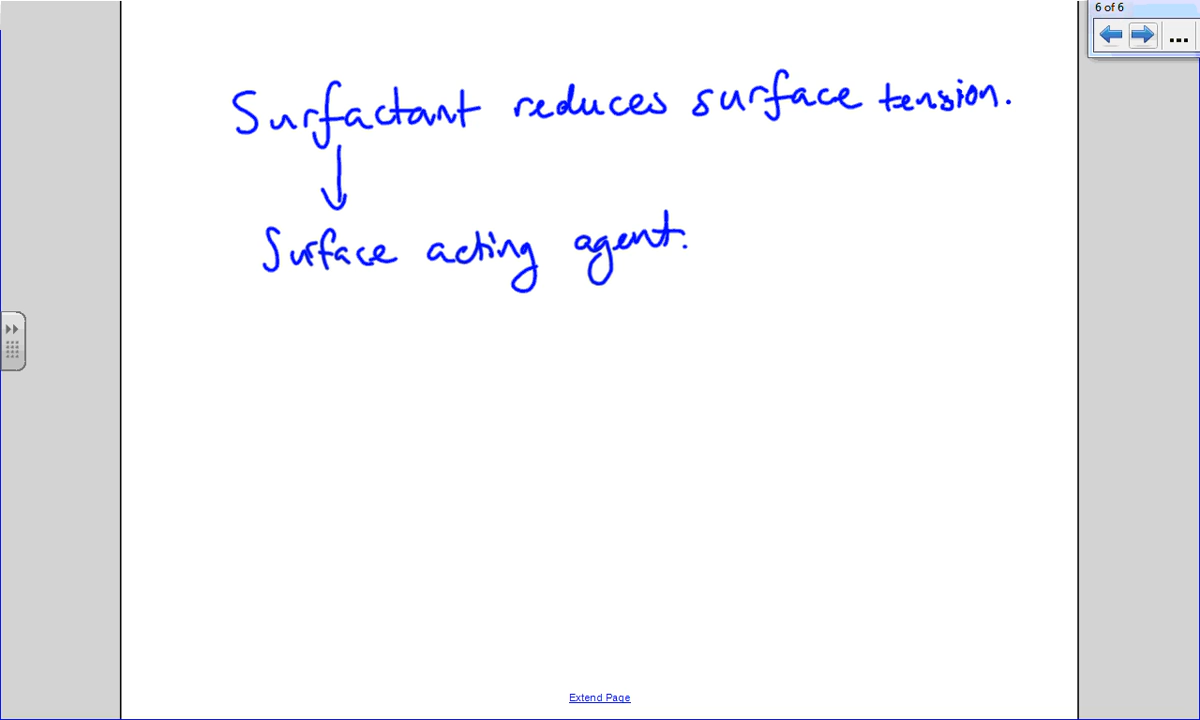 6 of 6
Surfactant reduces surface tension.
↓
Surface acting agent.
Extend Page